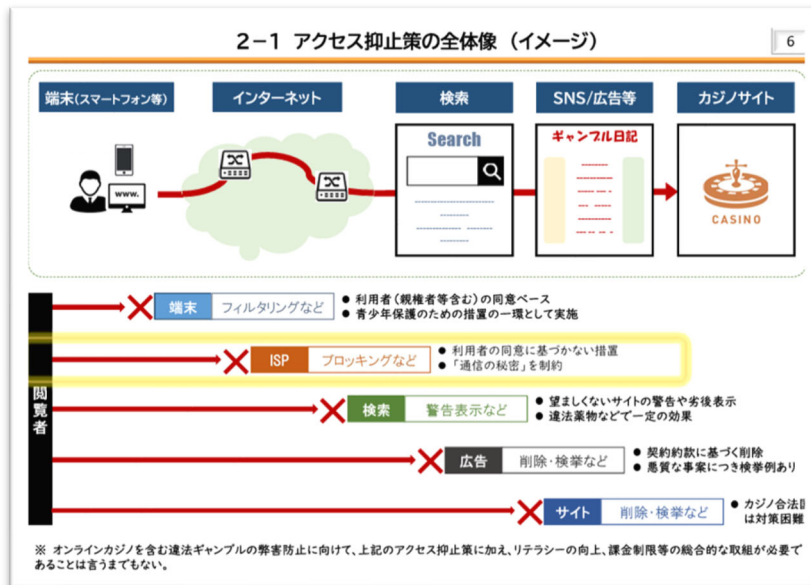 2-1 アクセス抑止策の全体像 (イメージ)
6
端末(スマートフォン等)
インターネット
検索
SNS/広告等
カジノサイト
www.
Search
ギャンブル日記
CASINO
閲覧者
端末 フィルタリングなど
● 利用者(親権者等含む)の同意ベース
● 青少年保護のための措置の一環として実施
ISP ブロッキングなど
● 利用者の同意に基づかない措置
● 「通信の秘密」を制約
検索 警告表示など
● 望ましくないサイトの警告や劣後表示
● 違法薬物などで一定の効果
広告 削除・検挙など
● 契約約款に基づく削除
● 悪質な事案につき検挙例あり
サイト 削除・検挙など
● カジノ合法
は対策困難
※ オンラインカジノを含む違法ギャンブルの弊害防止に向けて、上記のアクセス抑止策に加え、リテラシーの向上、課金制限等の総合的な取組が必要で
あることは言うまでもない。